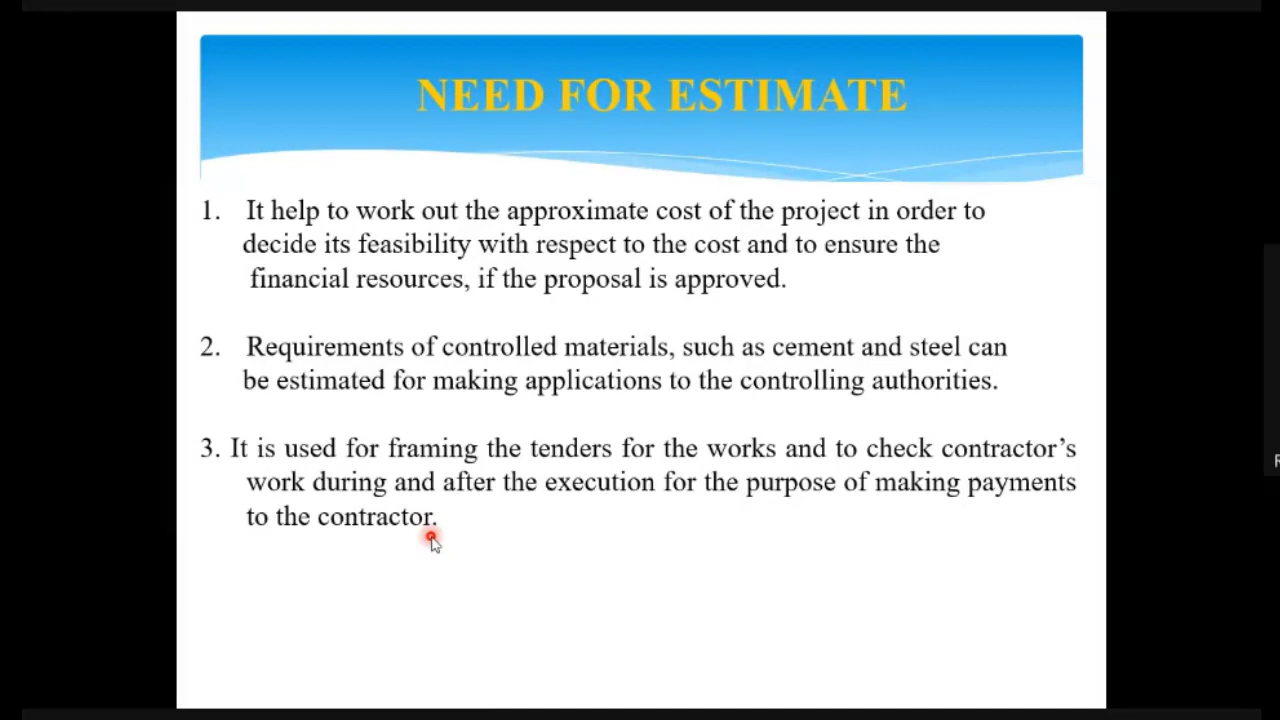 NEED FOR ESTIMATE
1. It help to work out the approximate cost of the project in order to
decide its feasibility with respect to the cost and to ensure the
financial resources, if the proposal is approved.
2. Requirements of controlled materials, such as cement and steel can
be estimated for making applications to the controlling authorities.
3. It is used for framing the tenders for the works and to check contractor’s
work during and after the execution for the purpose of making payments
to the contractor.